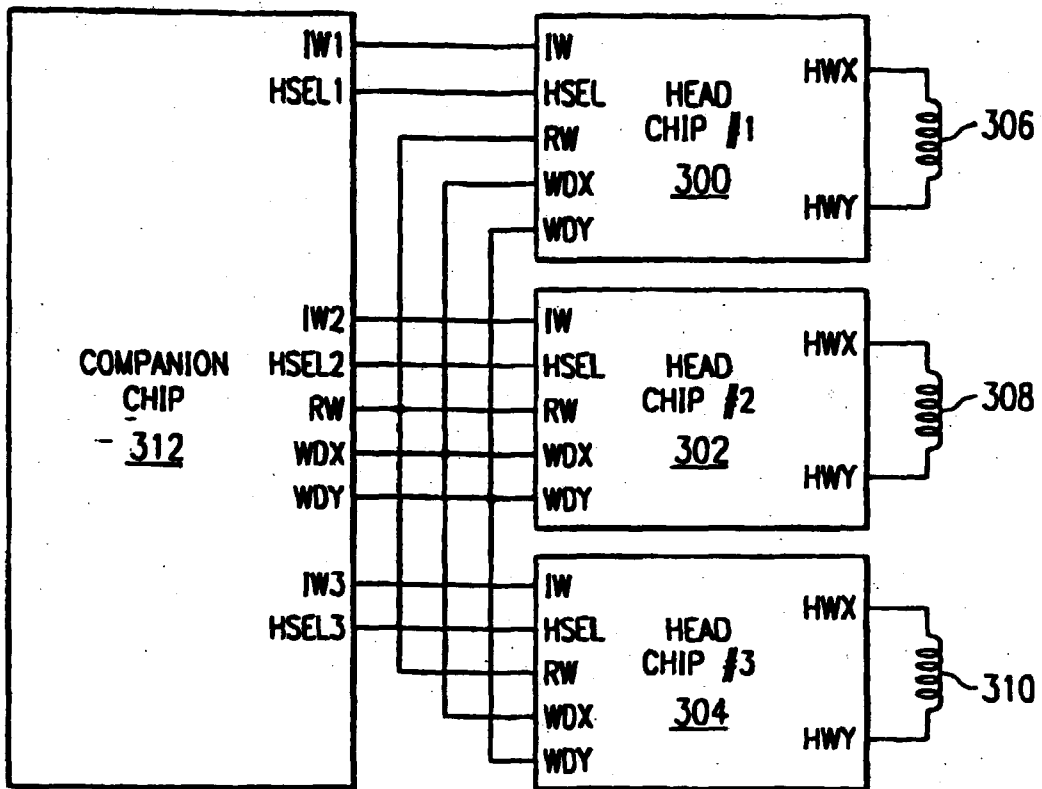 IW1
HSEL1
IW2
HSEL2
RW
WDX
WDY
IW3
HSEL3
COMPANION
CHIP
312
IW
HSEL
RW
WDX
WDY
HEAD
CHIP #1
300
HWX
HWY
306
IW
HSEL
RW
WDX
WDY
HEAD
CHIP #2
302
HWX
HWY
308
IW
HSEL
RW
WDX
WDY
HEAD
CHIP #3
304
HWX
HWY
310